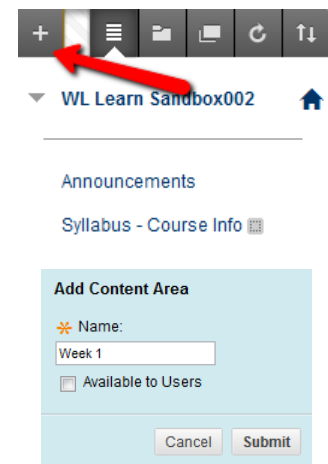 WL Learn Sandbox002
Announcements
Syllabus - Course Info
Add Content Area
Name:
Week 1
Available to Users
Cancel Submit